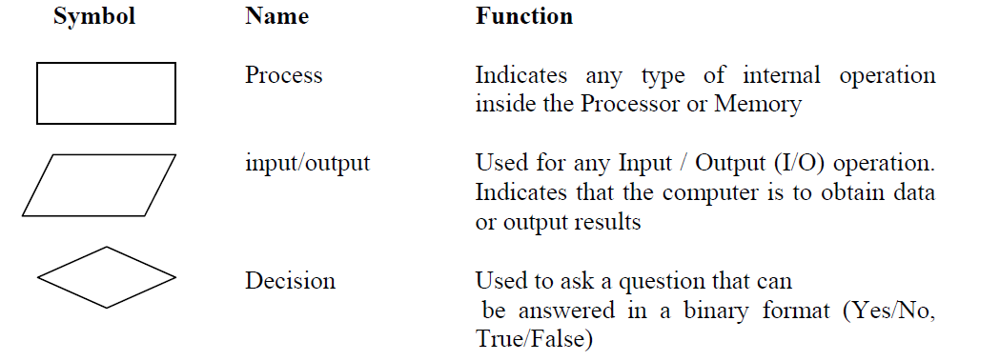 Symbol Name Function
Process Indicates any type of internal operation
inside the Processor or Memory
input/output Used for any Input / Output (I/O) operation.
Indicates that the computer is to obtain data
or output results
Decision Used to ask a question that can
be answered in a binary format (Yes/No,
True/False)